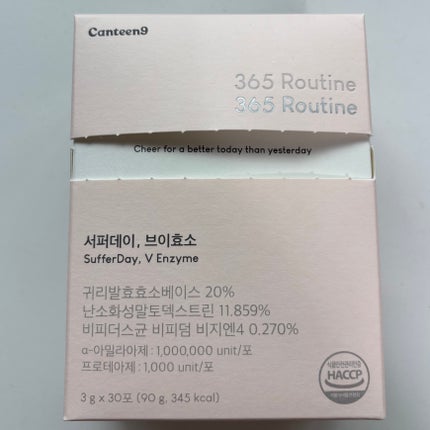 Canteen9
365 Routine
365 Routine
Cheer for a better today than yesterday
서퍼데이, 브이효소
SufferDay, V Enzyme
귀리발효효소베이스 20%
난소화성말토덱스트린 11.859%
비피더스균 비피덤 비지엔4 0.270%
α-아밀라아제 : 1,000,000 unit/포
프로테아제 : 1,000 unit/포
3 g x 30포 (90 g, 345 kcal)
HACCP